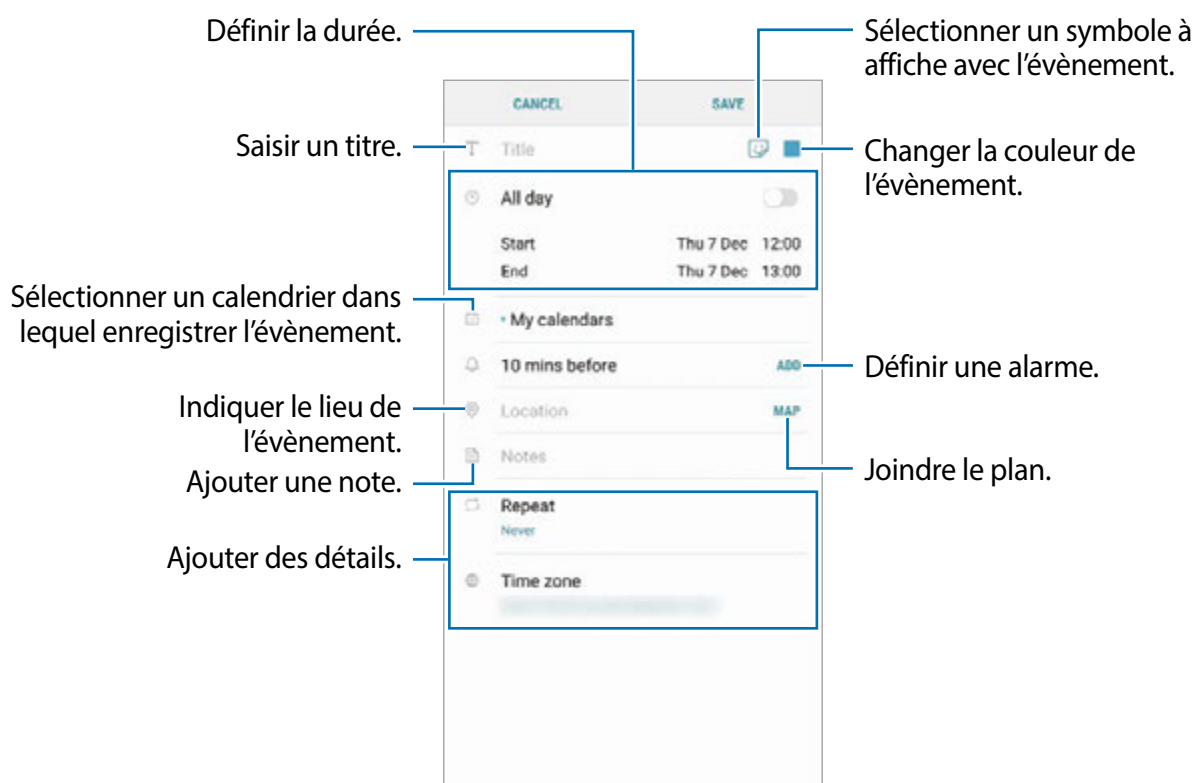 Définir la durée.
Sélectionner un symbole à
affiche avec l'évènement.
CANCEL
SAVE
Saisir un titre.
Title
Changer la couleur de
l'évènement.
All day
Start Thu 7 Dec 12:00
End Thu 7 Dec 13:00
Sélectionner un calendrier dans
lequel enregistrer l'évènement.
My calendars
10 mins before ADD
Définir une alarme.
Indiquer le lieu de
l'évènement.
Location MAP
Notes
Ajouter une note.
Joindre le plan.
Repeat
Never
Ajouter des détails.
Time zone